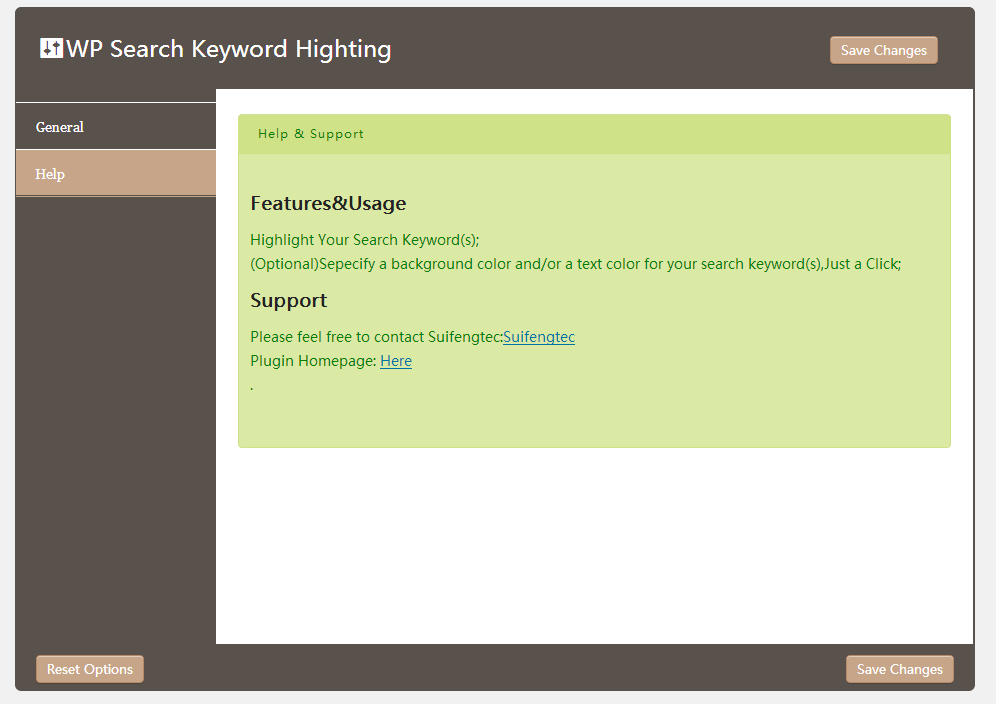 WP Search Keyword Highting
Save Changes
General
Help
Help & Support
Features&Usage
Highlight Your Search Keyword(s);
(Optional)Sepecify a background color and/or a text color for your search keyword(s),Just a Click;
Support
Please feel free to contact Suifengtec:Suifengtec
Plugin Homepage: Here
.
Reset Options
Save Changes